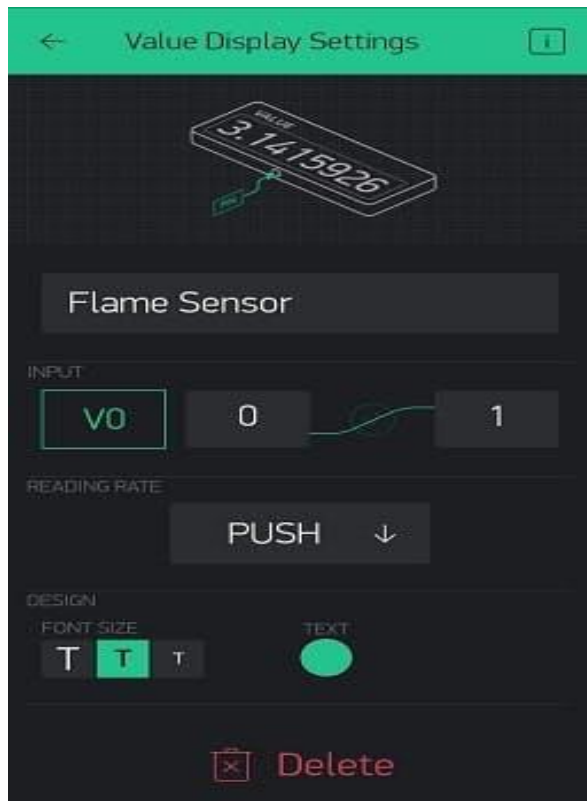 Value Display Settings
i
VALUE
3.1415926
PIN
Flame Sensor
INPUT
V0 0 1
READING RATE
PUSH
DESIGN
FONT SIZE TEXT
T T T
Delete